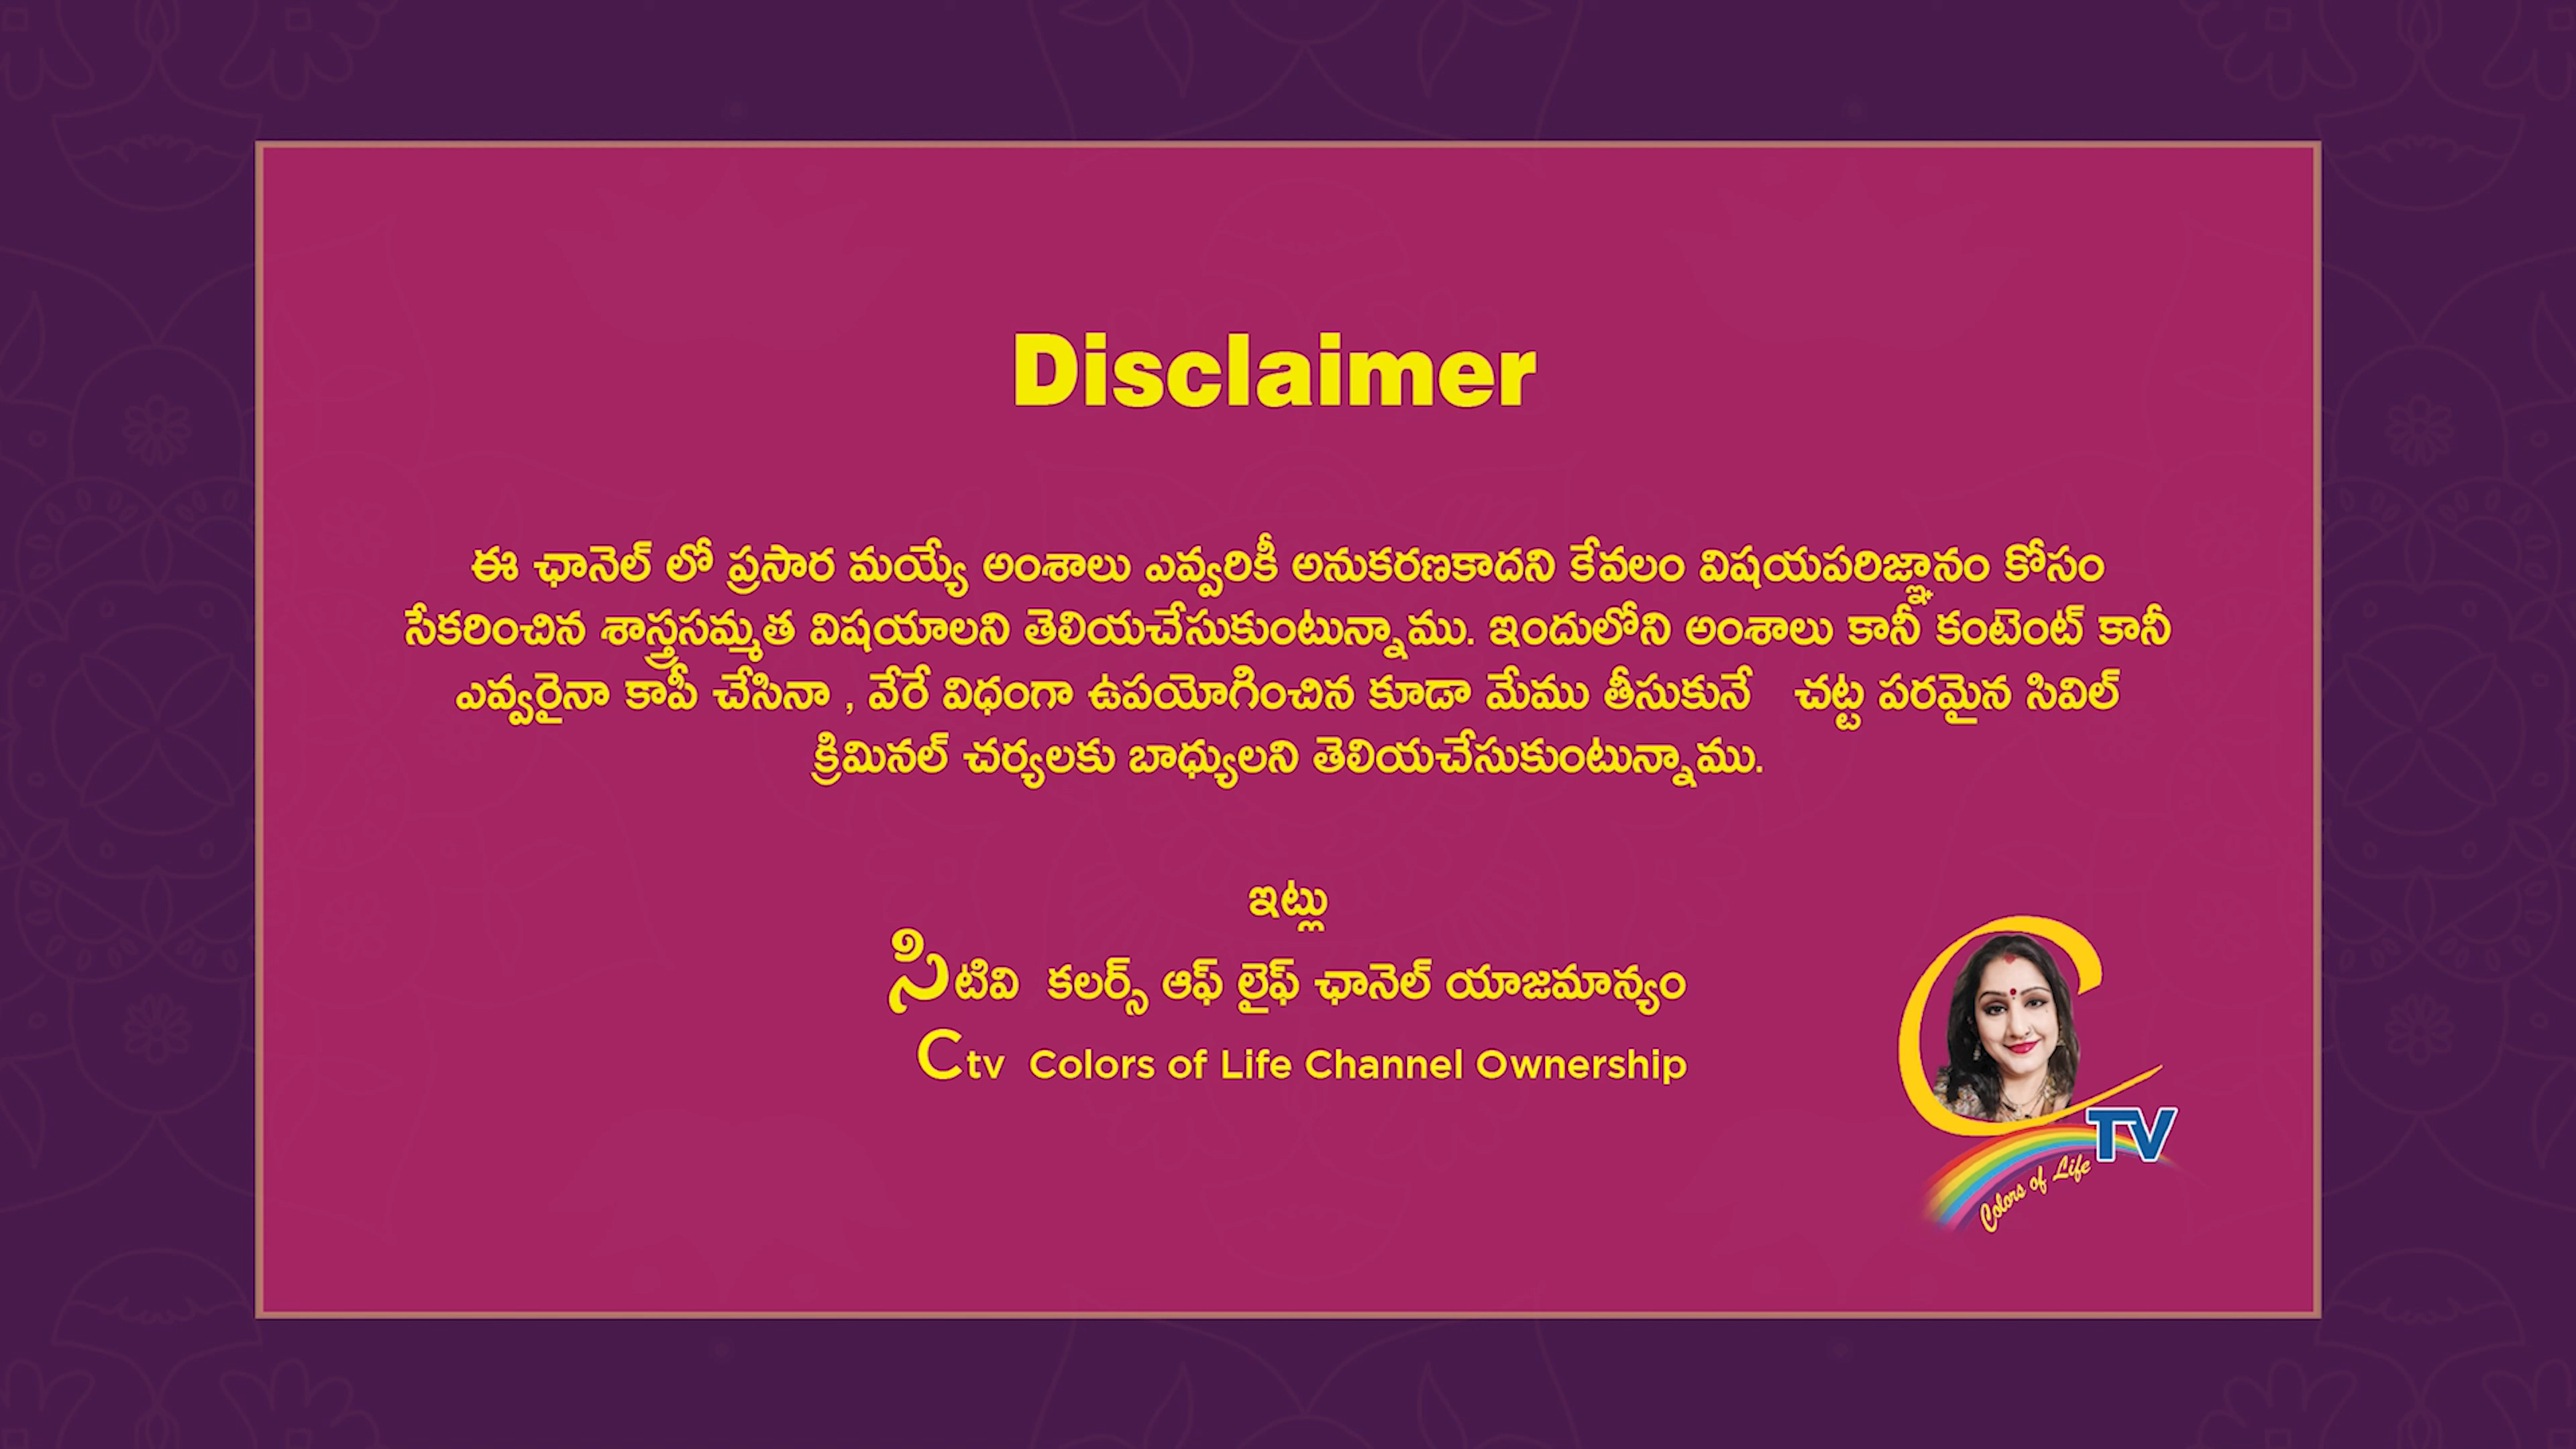 Disclaimer
ఈ ఛానెల్ లో ప్రసార మయ్యే అంశాలు ఎవ్వరికీ అనుకరణకాదని కేవలం విషయపరిజ్ఞానం కోసం
సేకరించిన శాస్త్రసమ్మత విషయాలని తెలియచేసుకుంటున్నాము. ఇందులోని అంశాలు కానీ కంటెంట్ కానీ
ఎవ్వరైనా కాపీ చేసినా , వేరే విధంగా ఉపయోగించిన కూడా మేము తీసుకునే చట్ట పరమైన సివిల్
క్రిమినల్ చర్యలకు బాధ్యులని తెలియచేసుకుంటున్నాము.
ఇట్లు
సిటివి కలర్స్ ఆఫ్ లైఫ్ ఛానెల్ యాజమాన్యం
Ctv Colors of Life Channel Ownership
C TV
Colors of Life